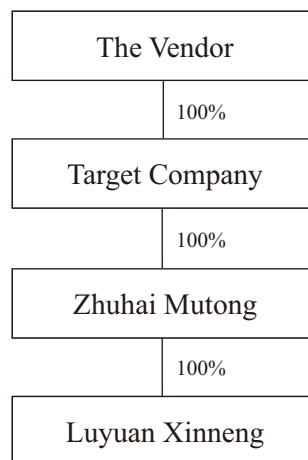 The Vendor
100%
Target Company
100%
Zhuhai Mutong
100%
Luyuan Xinneng